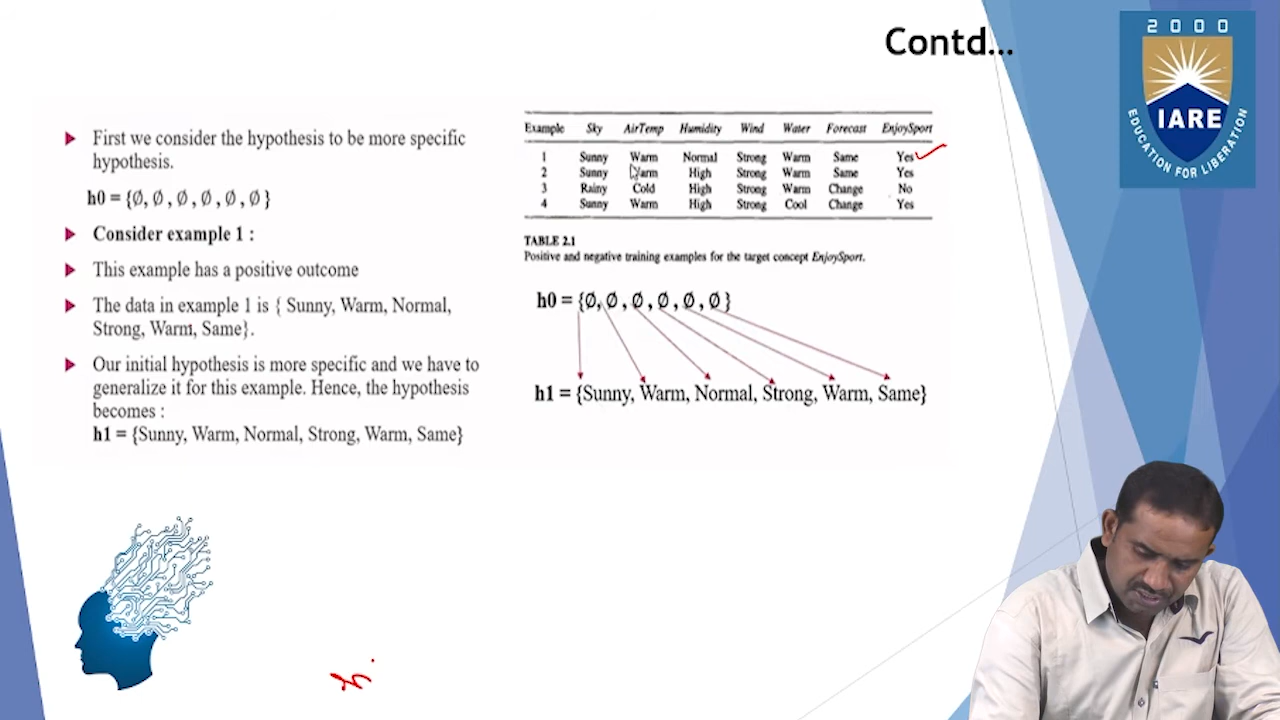 Contd...
2000
IARE
EDUCATION FOR LIBERATION
First we consider the hypothesis to be more specific
hypothesis.
h0 = {Ø, Ø , Ø , Ø , Ø , Ø }
Consider example 1 :
This example has a positive outcome
The data in example 1 is { Sunny, Warm, Normal,
Strong, Warm, Same}.
Our initial hypothesis is more specific and we have to
generalize it for this example. Hence, the hypothesis
becomes :
h1 = {Sunny, Warm, Normal, Strong, Warm, Same}
Example Sky AirTemp Humidity Wind Water Forecast EnjoySport
1 Sunny Warm Normal Strong Warm Same Yes
2 Sunny Warm High Strong Warm Same Yes
3 Rainy Cold High Strong Warm Change No
4 Sunny Warm High Strong Cool Change Yes
TABLE 2.1
Positive and negative training examples for the target concept EnjoySport.
h0 = {Ø, Ø , Ø , Ø , Ø , Ø }
h1 = {Sunny, Warm, Normal, Strong, Warm, Same}
h